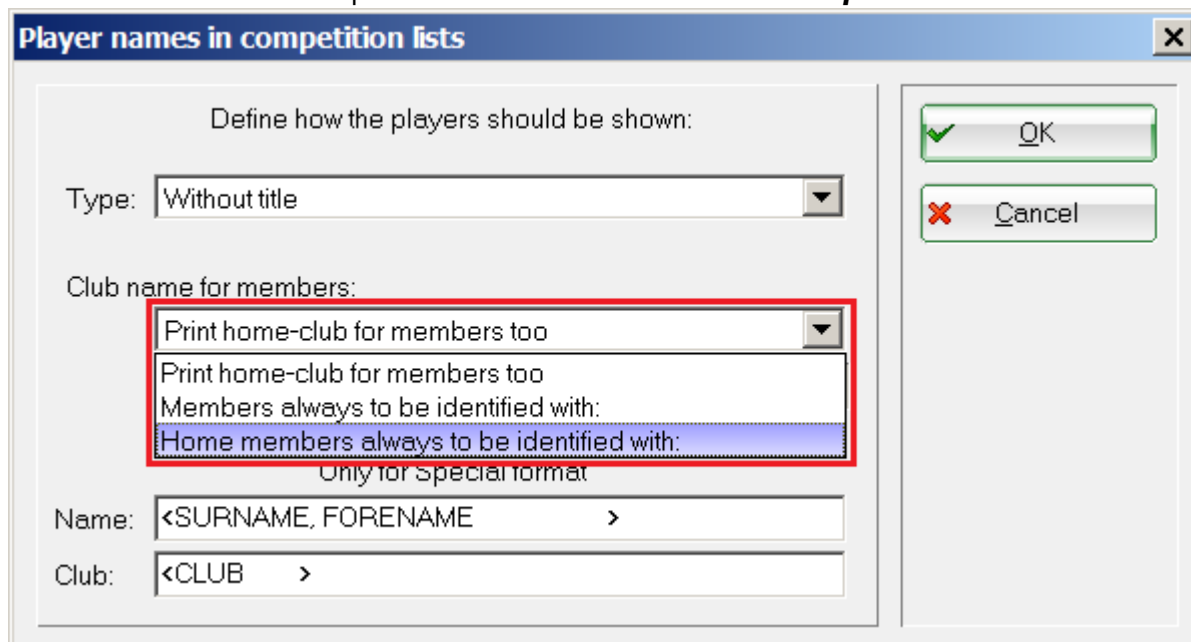 Player names in competition lists
Define how the players should be shown:
OK
Type: Without title
Cancel
Club name for members:
Print home-club for members too
Print home-club for members too
Members always to be identified with:
Home members always to be identified with:
Only for Special format
Name: <SURNAME, FORENAME >
Club: <CLUB >